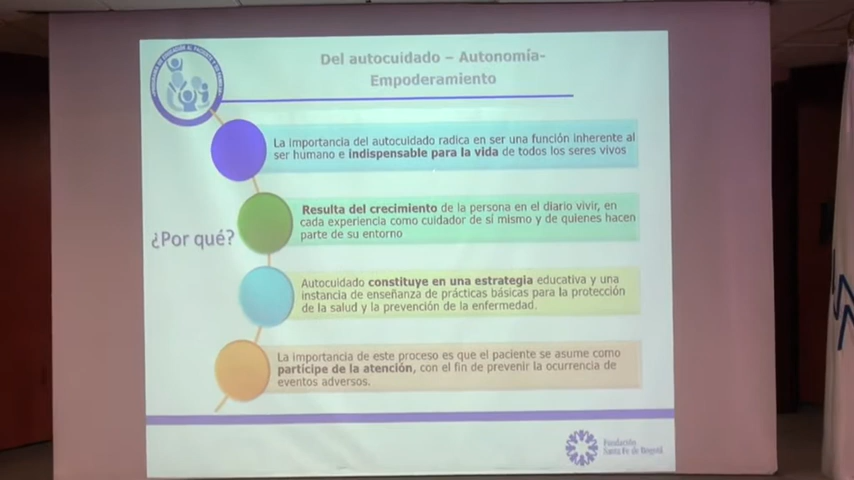 Del autocuidado – Autonomía-
Empoderamiento
La importancia del autocuidado radica en ser una función inherente al
ser humano e indispensable para la vida de todos los seres vivos
¿Por qué?
Resulta del crecimiento de la persona en el diario vivir, en
cada experiencia como cuidador de sí mismo y de quienes hacen
parte de su entorno
Autocuidado constituye en una estrategia educativa y una
instancia de enseñanza de prácticas básicas para la protección
de la salud y la prevención de la enfermedad.
La importancia de este proceso es que el paciente se asume como
participe de la atención, con el fin de prevenir la ocurrencia de
eventos adversos.
Fundación
Santa Fe de Bogotá